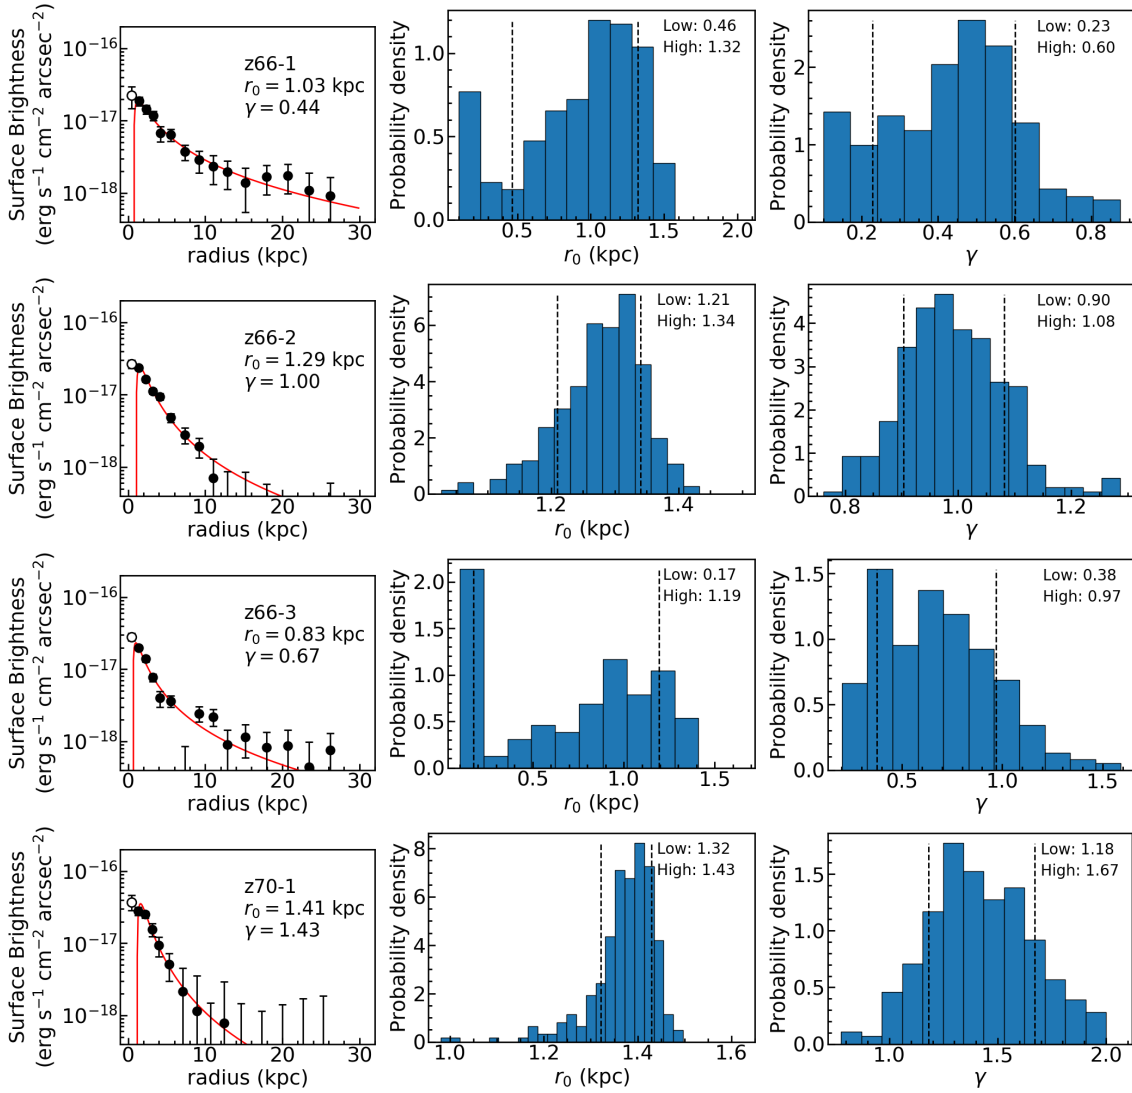 Surface Brightness
(erg s⁻¹ cm⁻² arcsec⁻²)
10⁻¹⁶
10⁻¹⁷
10⁻¹⁸
z66-1
r₀ = 1.03 kpc
γ = 0.44
0 10 20 30
radius (kpc)
Probability density
1.0
0.5
0.0
Low: 0.46
High: 1.32
0.5 1.0 1.5 2.0
r₀ (kpc)
Probability density
2
1
0
Low: 0.23
High: 0.60
0.2 0.4 0.6 0.8
γ
Surface Brightness
(erg s⁻¹ cm⁻² arcsec⁻²)
10⁻¹⁶
10⁻¹⁷
10⁻¹⁸
z66-2
r₀ = 1.29 kpc
γ = 1.00
0 10 20 30
radius (kpc)
Probability density
6
4
2
0
Low: 1.21
High: 1.34
1.2 1.4
r₀ (kpc)
Probability density
4
3
2
1
0
Low: 0.90
High: 1.08
0.8 1.0 1.2
γ
Surface Brightness
(erg s⁻¹ cm⁻² arcsec⁻²)
10⁻¹⁶
10⁻¹⁷
10⁻¹⁸
z66-3
r₀ = 0.83 kpc
γ = 0.67
0 10 20 30
radius (kpc)
Probability density
2.0
1.5
1.0
0.5
0.0
Low: 0.17
High: 1.19
0.5 1.0 1.5
r₀ (kpc)
Probability density
1.5
1.0
0.5
0.0
Low: 0.38
High: 0.97
0.5 1.0 1.5
γ
Surface Brightness
(erg s⁻¹ cm⁻² arcsec⁻²)
10⁻¹⁶
10⁻¹⁷
10⁻¹⁸
z70-1
r₀ = 1.41 kpc
γ = 1.43
0 10 20 30
radius (kpc)
Probability density
8
6
4
2
0
Low: 1.32
High: 1.43
1.0 1.2 1.4 1.6
r₀ (kpc)
Probability density
1.5
1.0
0.5
0.0
Low: 1.18
High: 1.67
1.0 1.5 2.0
γ